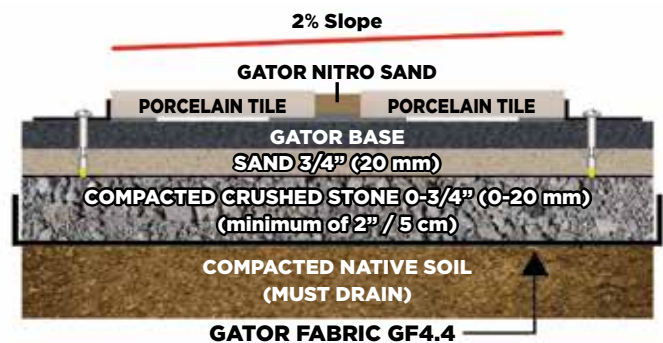 2% Slope
GATOR NITRO SAND
PORCELAIN TILE PORCELAIN TILE
GATOR BASE
SAND 3/4” (20 mm)
COMPACTED CRUSHED STONE 0-3/4” (0-20 mm)
(minimum of 2” / 5 cm)
COMPACTED NATIVE SOIL
(MUST DRAIN)
GATOR FABRIC GF4.4